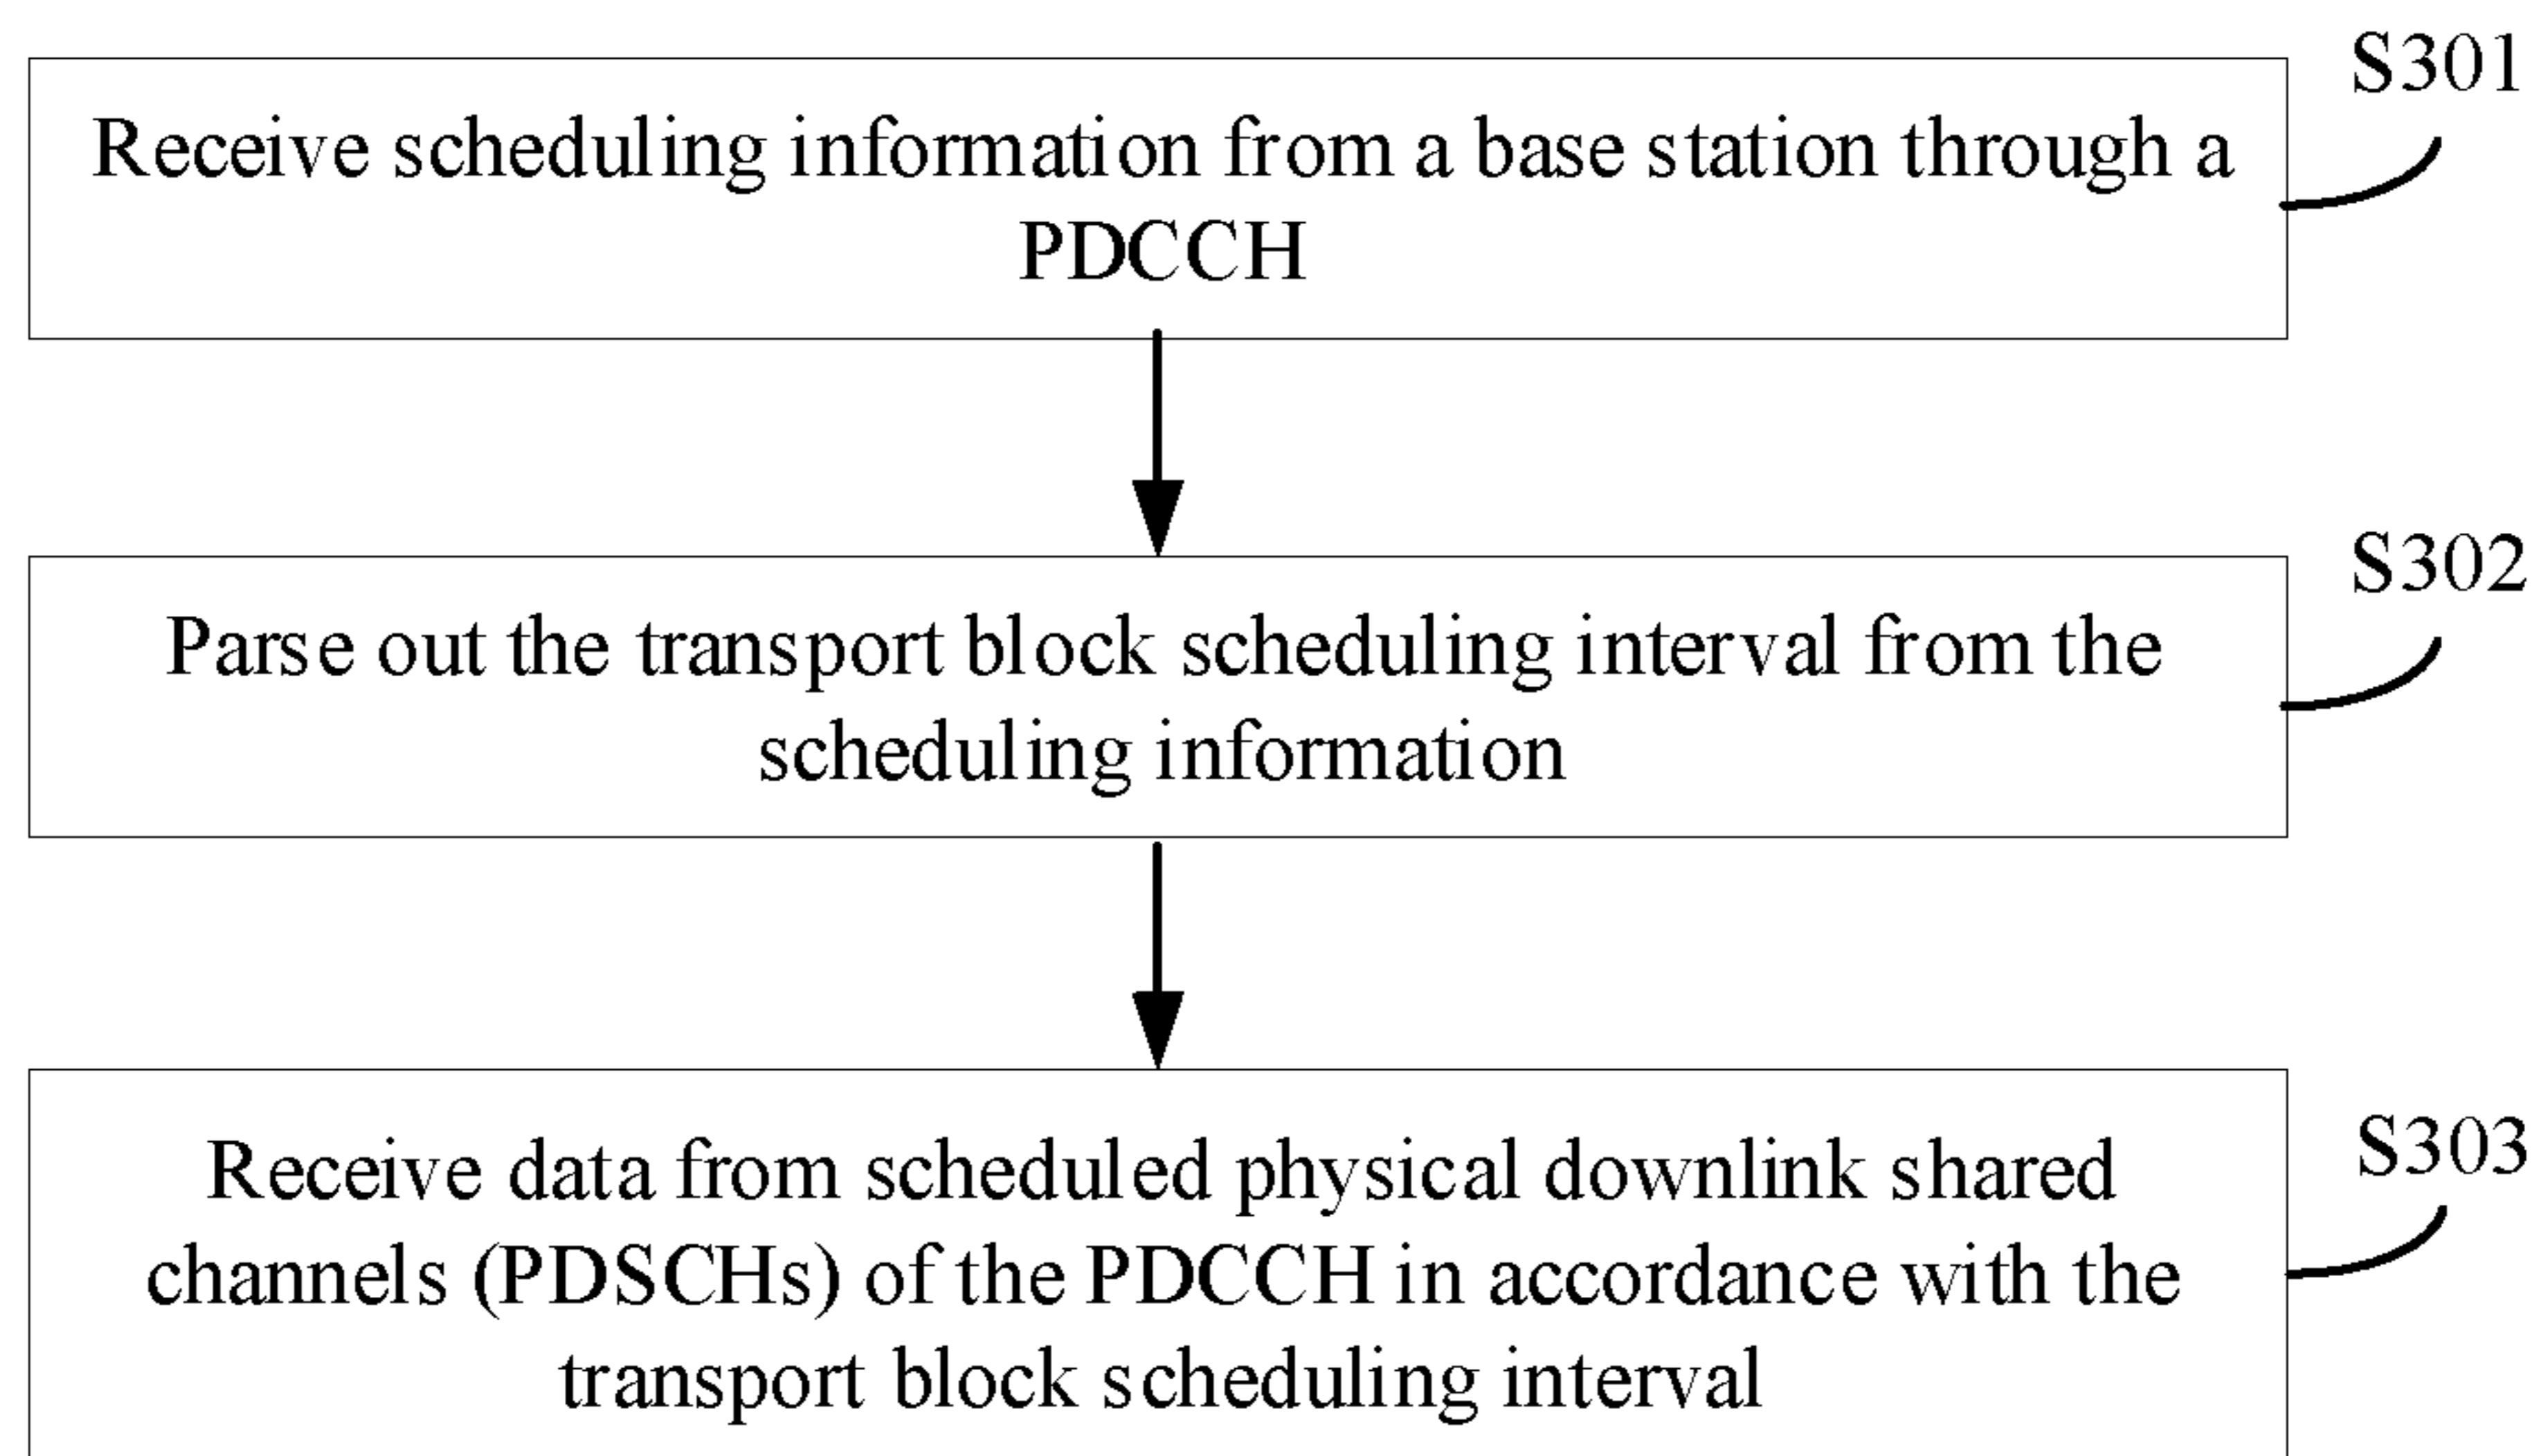 S301
Receive scheduling information from a base station through a
PDCCH
S302
Parse out the transport block scheduling interval from the
scheduling information
S303
Receive data from scheduled physical downlink shared
channels (PDSCHs) of the PDCCH in accordance with the
transport block scheduling interval